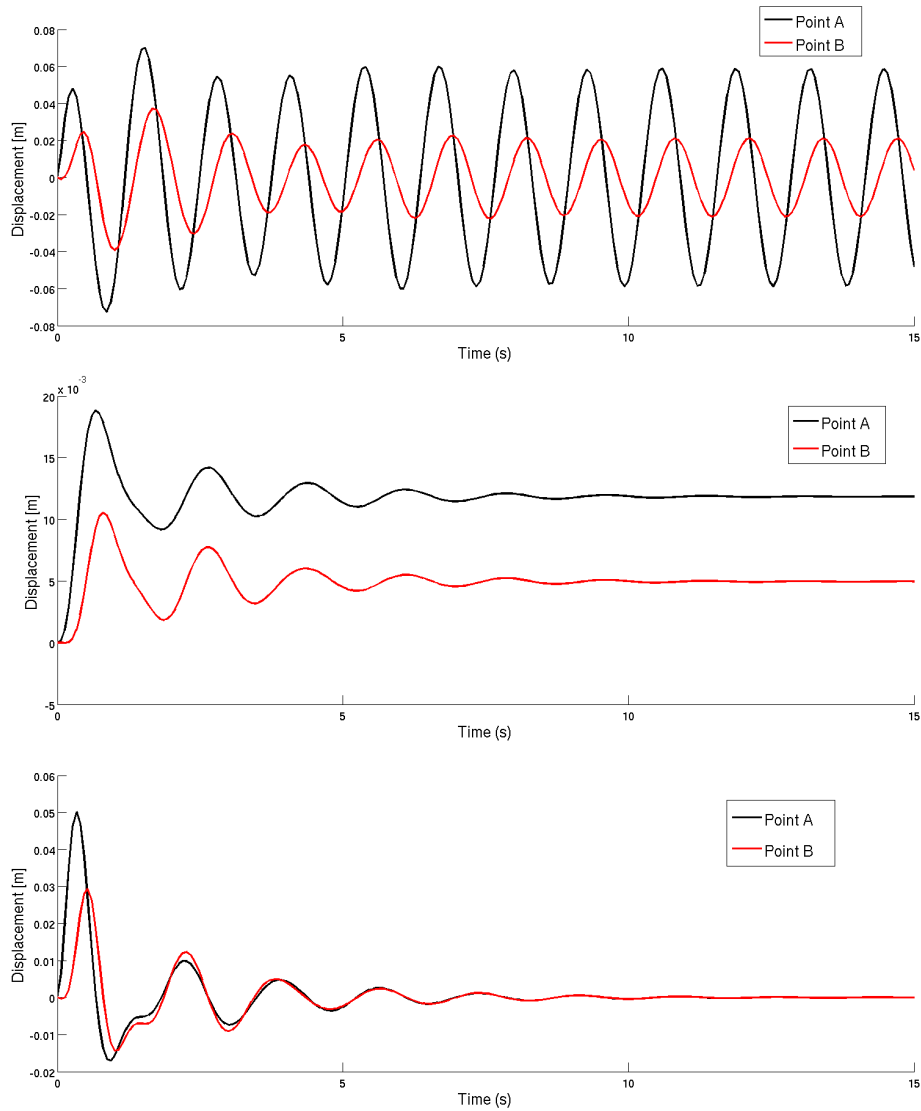 Point A
Point B
0.08
0.06
0.04
0.02
0
-0.02
-0.04
-0.06
-0.08
Displacement [m]
0
5
10
15
Time (s)
x 10
-3
20
15
10
5
0
-5
Displacement [m]
Point A
Point B
0
5
10
15
Time (s)
0.06
0.05
0.04
0.03
0.02
0.01
0
-0.01
-0.02
Displacement [m]
Point A
Point B
0
5
10
15
Time (s)